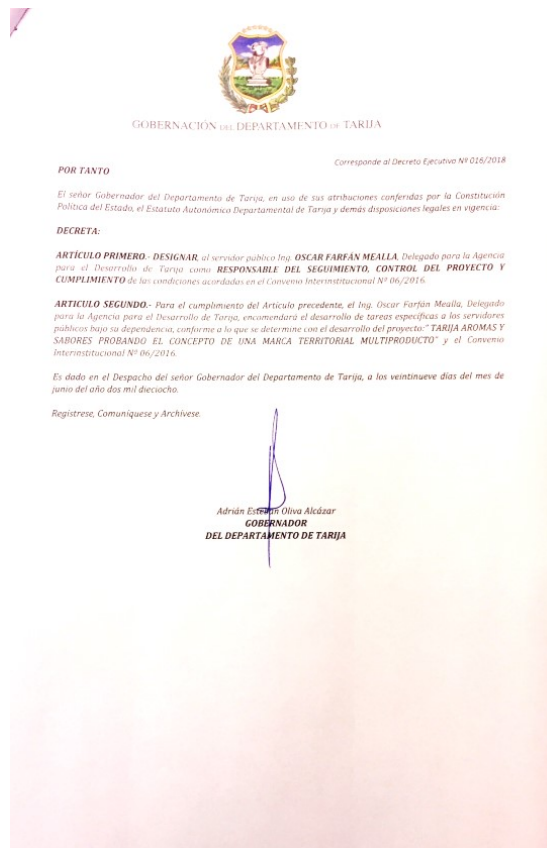 GOBERNACIÓN DEL DEPARTAMENTO DE TARIJA
Corresponde al Decreto Ejecutivo Nº 016/2018
POR TANTO
El señor Gobernador del Departamento de Tarija, en uso de sus atribuciones conferidas por la Constitución
Política del Estado, el Estatuto Autonómico Departamental de Tarija y demás disposiciones legales en vigencia:
DECRETA:
ARTÍCULO PRIMERO.- DESIGNAR, al servidor público Ing. OSCAR FARFÁN MEALLA, Delegado para la Agencia
para el Desarrollo de Tarija como RESPONSABLE DEL SEGUIMIENTO, CONTROL DEL PROYECTO Y
CUMPLIMIENTO de las condiciones acordadas en el Convenio Interinstitucional Nº 06/2016.
ARTICULO SEGUNDO.- Para el cumplimiento del Artículo precedente, el Ing. Oscar Farfán Mealla, Delegado
para la Agencia para el Desarrollo de Tarija, encomendará el desarrollo de tareas específicas a los servidores
públicos bajo su dependencia, conforme a lo que se determine con el desarrollo del proyecto:" TARIJA AROMAS Y
SABORES PROBANDO EL CONCEPTO DE UNA MARCA TERRITORIAL MULTIPRODUCTO" y el Convenio
Interinstitucional Nº 06/2016.
Es dado en el Despacho del señor Gobernador del Departamento de Tarija, a los veintinueve días del mes de
junio del año dos mil dieciocho.
Regístrese, Comuníquese y Archívese.
Adrián Esteban Oliva Alcázar
GOBERNADOR
DEL DEPARTAMENTO DE TARIJA